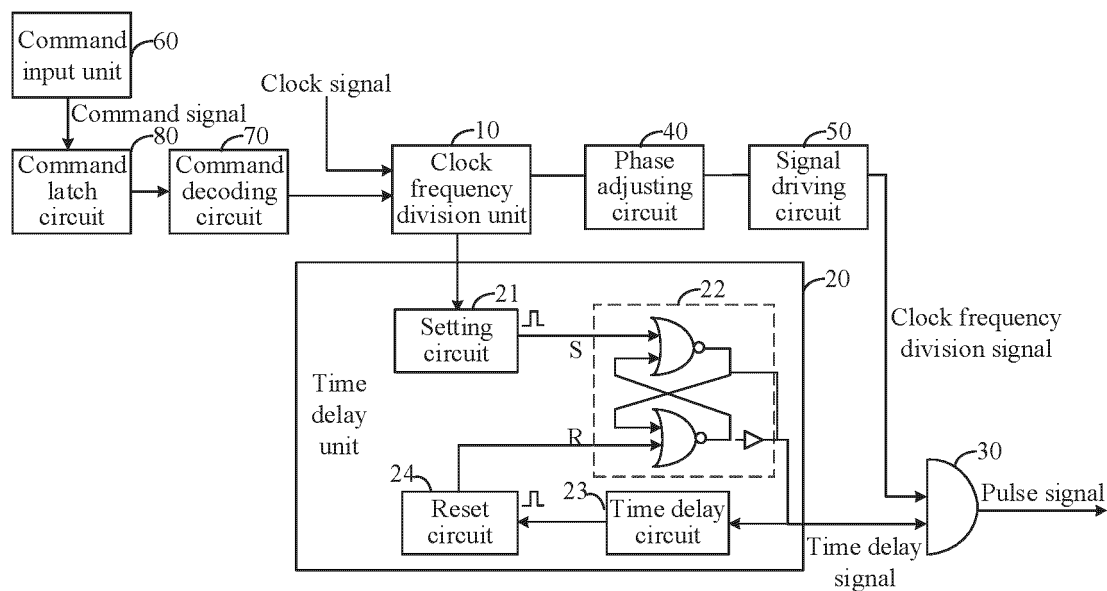 Command
input unit
60
Command signal
Clock signal
80
70
10
40
50
Command
latch
circuit
Command
decoding
circuit
Clock
frequency
division unit
Phase
adjusting
circuit
Signal
driving
circuit
20
21
22
Setting
circuit
S
Clock frequency
division signal
Time
delay
unit
R
24
23
30
Reset
circuit
Time delay
circuit
Pulse signal
Time delay
signal